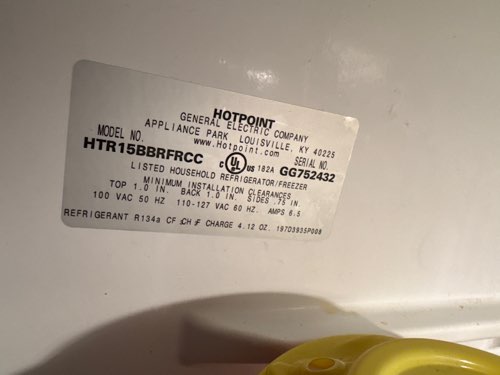 HOTPOINT
GENERAL ELECTRIC COMPANY
APPLIANCE PARK LOUISVILLE, KY 40225
www.Hotpoint.com
MODEL NO. SERIAL NO.
HTR15BBRFRCC C UL US 182A GG752432
LISTED HOUSEHOLD REFRIGERATOR/FREEZER
MINIMUM INSTALLATION CLEARANCES
TOP 1.0 IN. BACK 1.0 IN. SIDES .75 IN.
100 VAC 50 HZ 110-127 VAC 60 HZ. AMPS 6.5
REFRIGERANT R134a CF CH F CHARGE 4.12 OZ. 197D3935P008